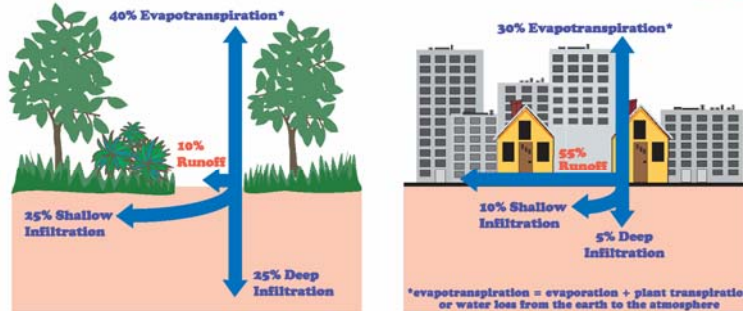 40% Evapotranspiration*
10%
Runoff
25% Shallow
Infiltration
25% Deep
Infiltration
30% Evapotranspiration*
55% Runoff
10% Shallow
Infiltration
5% Deep
Infiltration
*evapotranspiration = evaporation + plant transpiratio
or water loss from the earth to the atmosphere